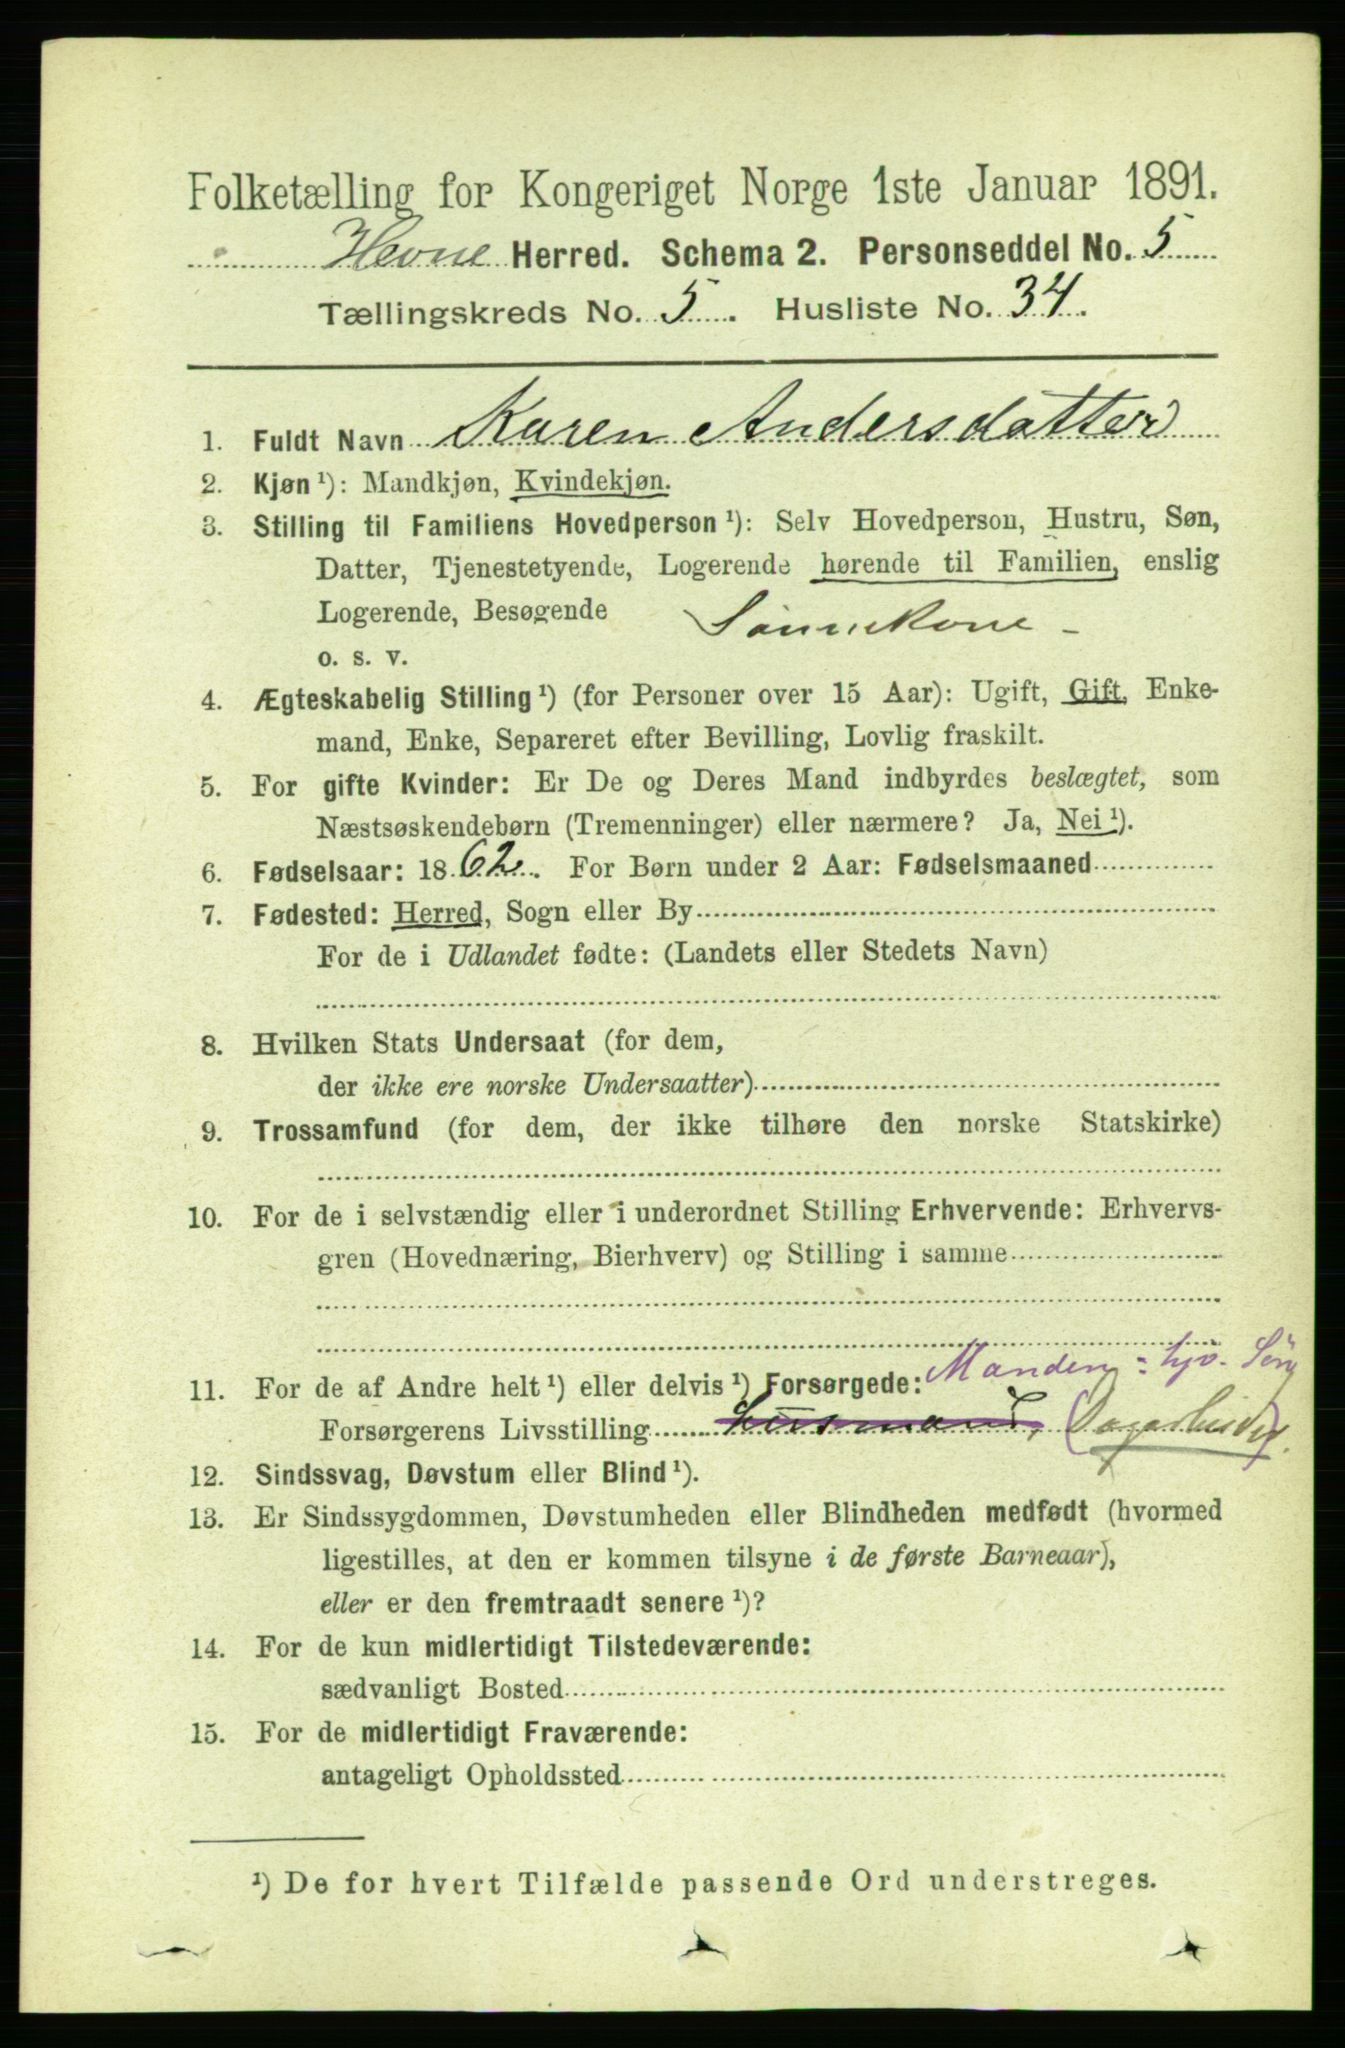 Folketælling for Kongeriget Norge 1ste Januar 1891.
Hevne Herred. Schema 2. Personseddel No. 5
Tællingskreds No. 5. Husliste No. 34.
1. Fuldt Navn Karen Andersdatter
2. Kjøn ¹): Mandkjøn, Kvindekjøn.
3. Stilling til Familiens Hovedperson ¹): Selv Hovedperson, Hustru, Søn,
Datter, Tjenestetyende, Logerende hørende til Familien, enslig
Logerende, Besøgende Sønnekone -
o. s. v.
4. Ægteskabelig Stilling ¹) (for Personer over 15 Aar): Ugift, Gift, Enke-
mand, Enke, Separeret efter Bevilling, Lovlig fraskilt.
5. For gifte Kvinder: Er De og Deres Mand indbyrdes beslægtet, som
Næstsøskendebørn (Tremenninger) eller nærmere? Ja, Nei ¹).
6. Fødselsaar: 1862. For Børn under 2 Aar: Fødselsmaaned
7. Fødested: Herred, Sogn eller By
For de i Udlandet fødte: (Landets eller Stedets Navn)
8. Hvilken Stats Undersaat (for dem,
der ikke ere norske Undersaatter)
9. Trossamfund (for dem, der ikke tilhøre den norske Statskirke)
10. For de i selvstændig eller i underordnet Stilling Erhvervende: Erhvervs-
gren (Hovednæring, Bierhverv) og Stilling i samme
11. For de af Andre helt ¹) eller delvis ¹) Forsørgede: Manden = hjv. Søn
Forsørgerens Livsstilling Husmand, (Dagarbeider).
12. Sindssvag, Døvstum eller Blind ¹).
13. Er Sindssygdommen, Døvstumheden eller Blindheden medfødt (hvormed
ligestilles, at den er kommen tilsyne i de første Barneaar),
eller er den fremtraadt senere ¹)?
14. For de kun midlertidigt Tilstedeværende:
sædvanligt Bosted
15. For de midlertidigt Fraværende:
antageligt Opholdssted
¹) De for hvert Tilfælde passende Ord understreges.